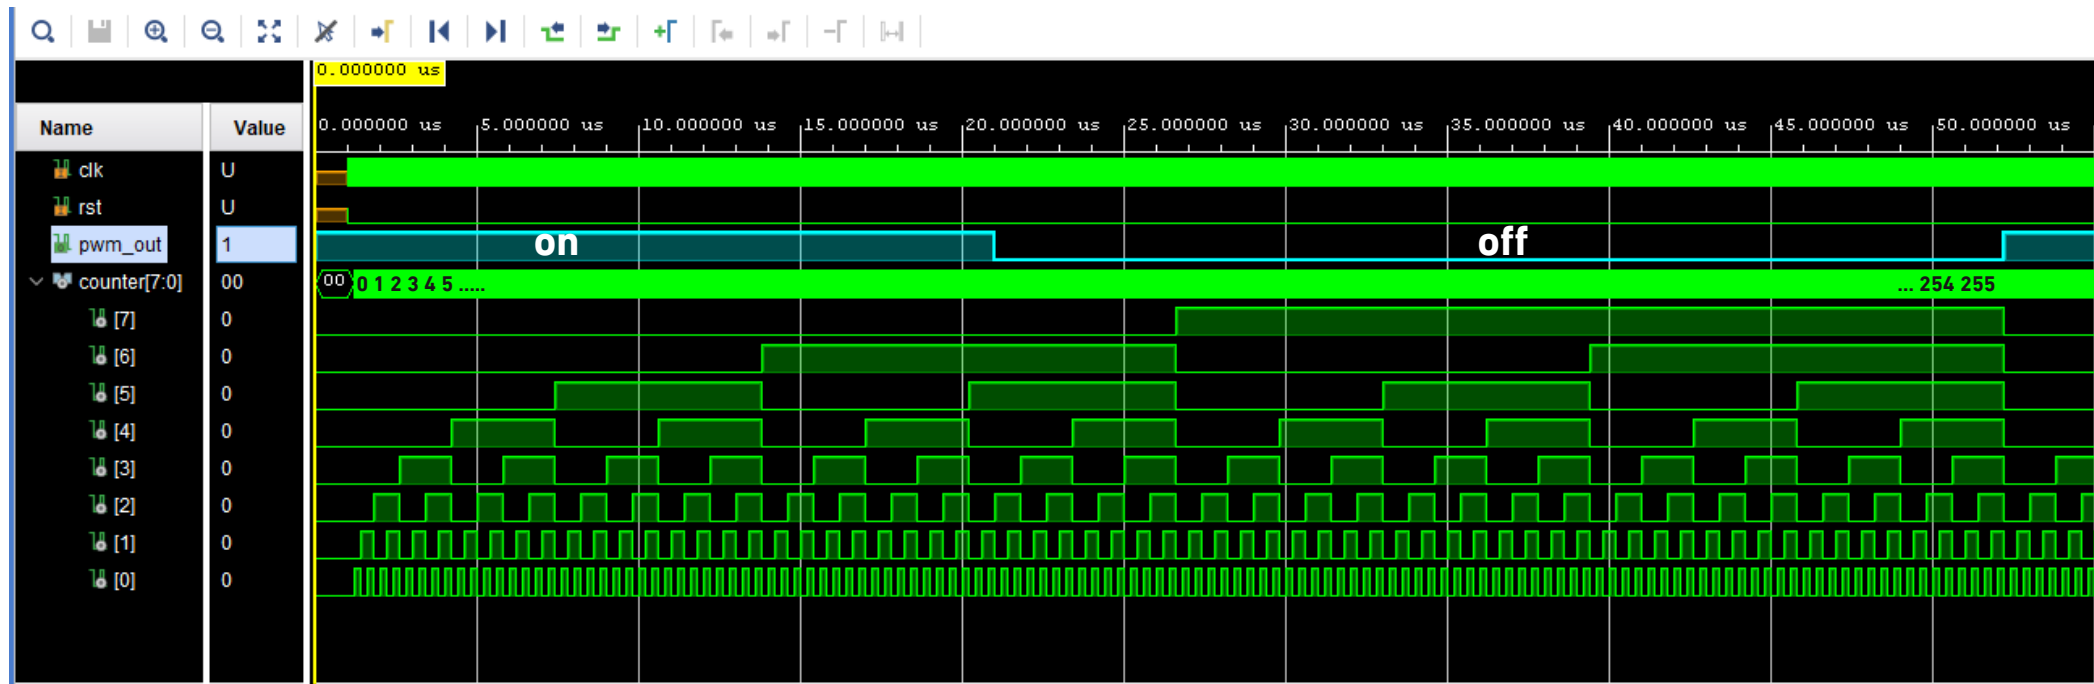 0.000000 us
Name Value
0.000000 us 5.000000 us 10.000000 us 15.000000 us 20.000000 us 25.000000 us 30.000000 us 35.000000 us 40.000000 us 45.000000 us 50.000000 us
clk U
rst U
pwm_out 1 on off
counter[7:0] 00 00 0 1 2 3 4 5 ..... ... 254 255
[7] 0
[6] 0
[5] 0
[4] 0
[3] 0
[2] 0
[1] 0
[0] 0